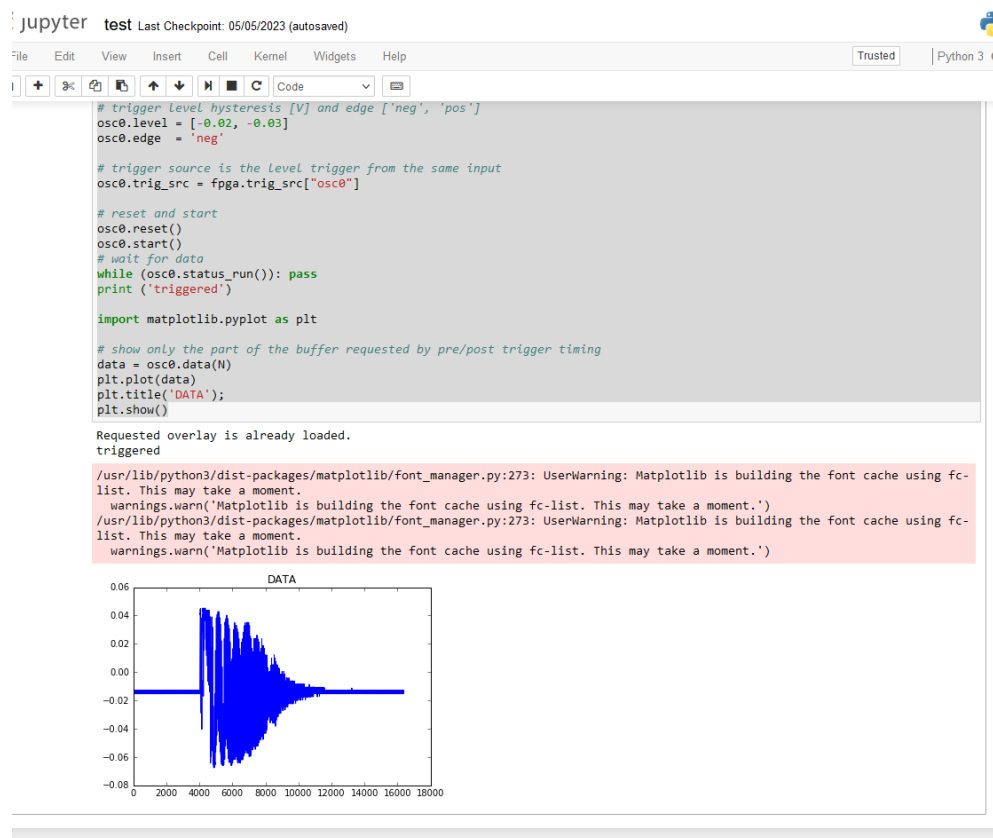 jupyter test Last Checkpoint: 05/05/2023 (autosaved)
File Edit View Insert Cell Kernel Widgets Help Trusted Python 3
Code
# trigger level hysteresis [V] and edge ['neg', 'pos']
osc0.level = [-0.02, -0.03]
osc0.edge  = 'neg'
# trigger source is the level trigger from the same input
osc0.trig_src = fpga.trig_src["osc0"]
# reset and start
osc0.reset()
osc0.start()
# wait for data
while (osc0.status_run()): pass
print ('triggered')
import matplotlib.pyplot as plt
# show only the part of the buffer requested by pre/post trigger timing
data = osc0.data(N)
plt.plot(data)
plt.title('DATA');
plt.show()
Requested overlay is already loaded.
triggered
/usr/lib/python3/dist-packages/matplotlib/font_manager.py:273: UserWarning: Matplotlib is building the font cache using fc-
list. This may take a moment.
  warnings.warn('Matplotlib is building the font cache using fc-list. This may take a moment.')
/usr/lib/python3/dist-packages/matplotlib/font_manager.py:273: UserWarning: Matplotlib is building the font cache using fc-
list. This may take a moment.
  warnings.warn('Matplotlib is building the font cache using fc-list. This may take a moment.')
DATA
0.06
0.04
0.02
0.00
−0.02
−0.04
−0.06
−0.08
0 2000 4000 6000 8000 10000 12000 14000 16000 18000